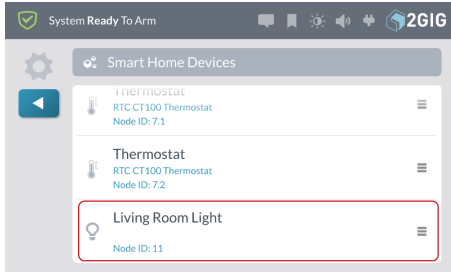 System Ready To Arm
2GIG
Smart Home Devices
Thermostat
RTC CT100 Thermostat
Node ID: 7.1
Thermostat
RTC CT100 Thermostat
Node ID: 7.2
Living Room Light
Node ID: 11